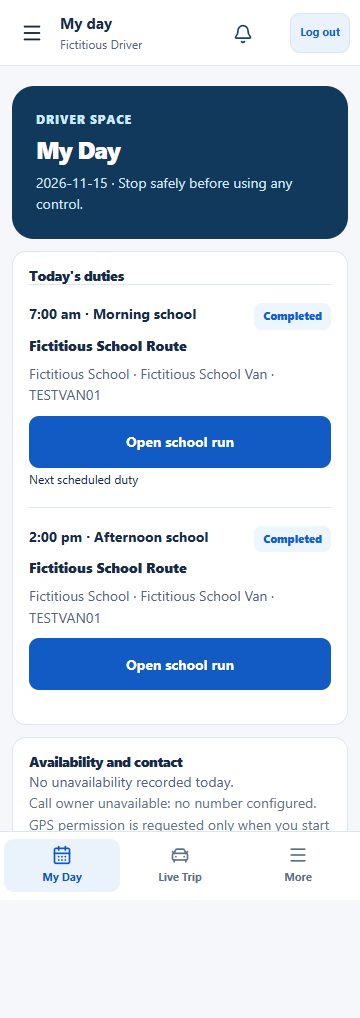 My day
Fictitious Driver
Log out
DRIVER SPACE
My Day
2026-11-15 · Stop safely before using any
control.
Today's duties
7:00 am · Morning school
Completed
Fictitious School Route
Fictitious School · Fictitious School Van ·
TESTVAN01
Open school run
Next scheduled duty
2:00 pm · Afternoon school
Completed
Fictitious School Route
Fictitious School · Fictitious School Van ·
TESTVAN01
Open school run
Availability and contact
No unavailability recorded today.
Call owner unavailable: no number configured.
GPS permission is requested only when you start
My Day
Live Trip
More